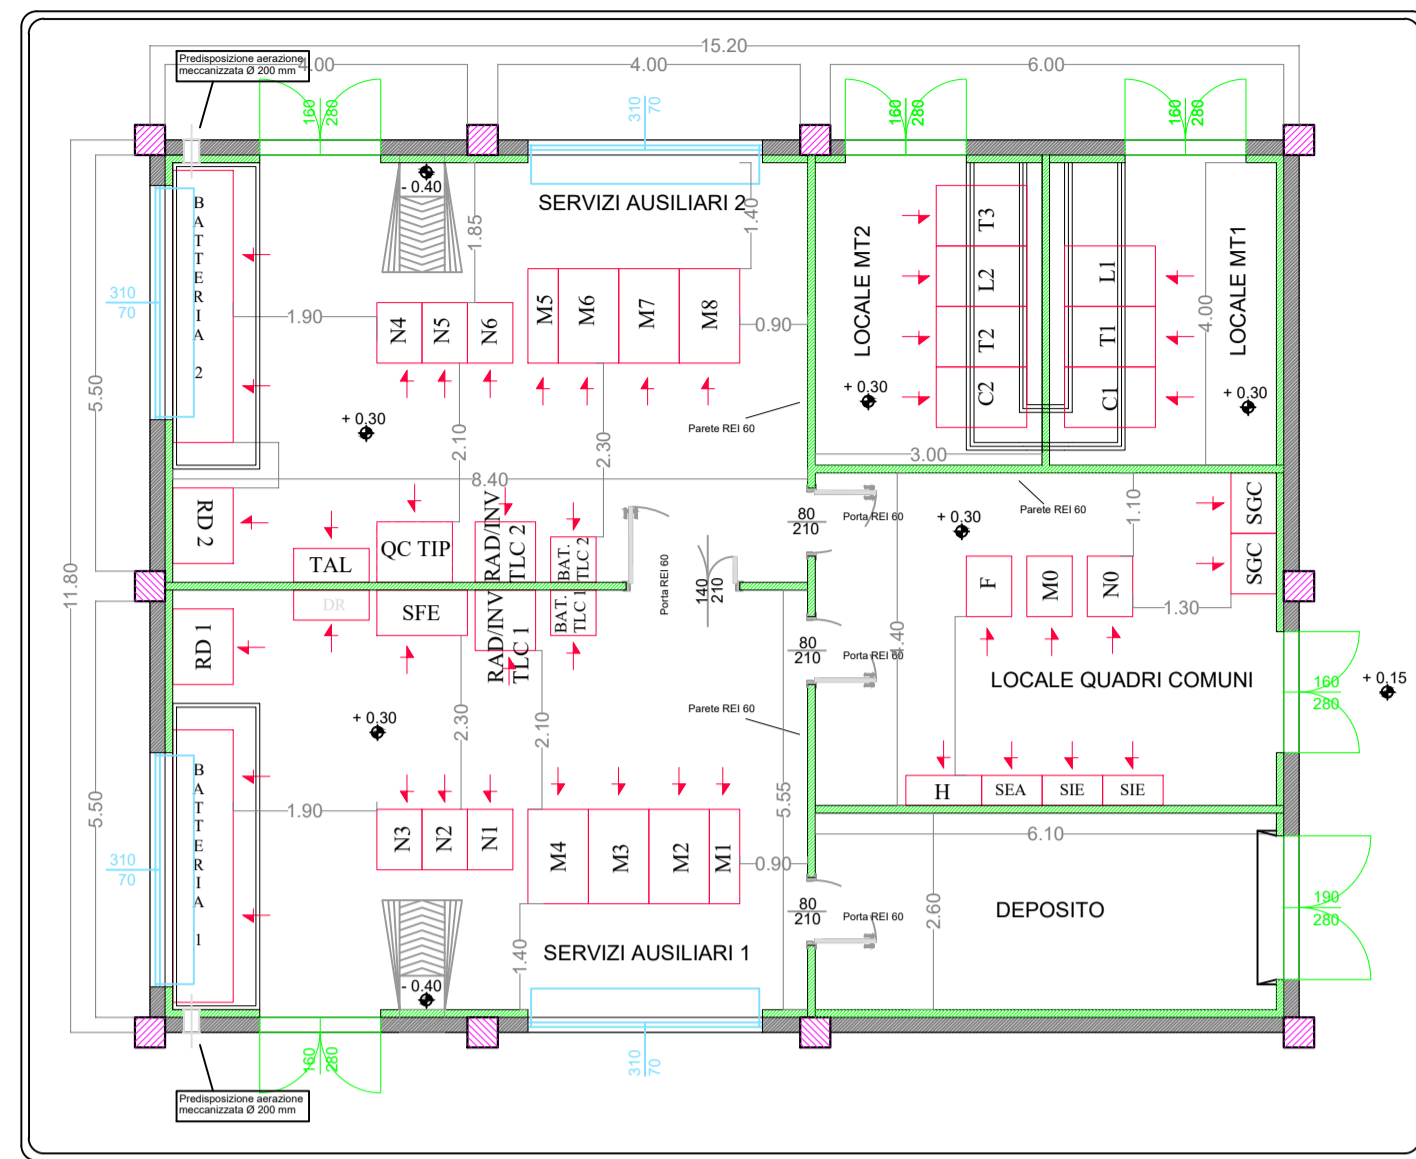 15.20
Predisposizione aerazione
meccanizzata Ø 200 mm
4.00
4.00
6.00
160
280
310
70
160
280
160
280
- 0.40
SERVIZI AUSILIARI 2
1.85
1.40
BATTERIA 2
310
70
1.90
N4
N5
N6
M5
M6
M7
M8
0.90
LOCALE MT2
T3
L2
T2
C2
L1
T1
C1
LOCALE MT1
4.00
+ 0.30
+ 0.30
+ 0.30
5.50
2.10
2.30
Parete REI 60
3.00
8.40
RD 2
TAL
QC TIP
RAD/INV
TLC 2
BAT.
TLC 2
80
210
Porta REI 60
Parete REI 60
+ 0.30
1.10
SGC
SGC
11.80
DR
SFE
RAD/INV
TLC 1
BAT.
TLC 1
Porta REI 60
140
210
F
M0
N0
1.30
RD 1
80
210
Porta REI 60
4.40
LOCALE QUADRI COMUNI
160
280
+ 0.15
+ 0.30
2.30
2.10
Parete REI 60
BATTERIA 1
5.50
1.90
310
70
N3
N2
N1
M4
M3
M2
M1
5.55
0.90
H
SEA
SIE
SIE
6.10
80
210
Porta REI 60
2.60
DEPOSITO
190
280
1.40
SERVIZI AUSILIARI 1
- 0.40
160
280
310
70
Predisposizione aerazione
meccanizzata Ø 200 mm